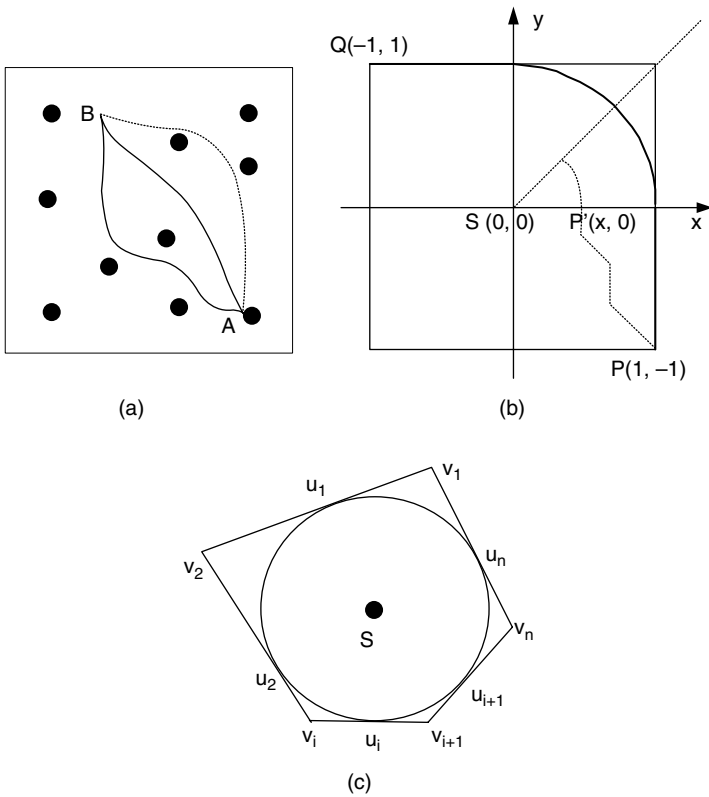 B
A
(a)
y
Q(–1, 1)
S (0, 0)
P'(x, 0)
x
P(1, –1)
(b)
v1
u1
v2
un
S
vn
u2
ui+1
vi
ui
vi+1
(c)